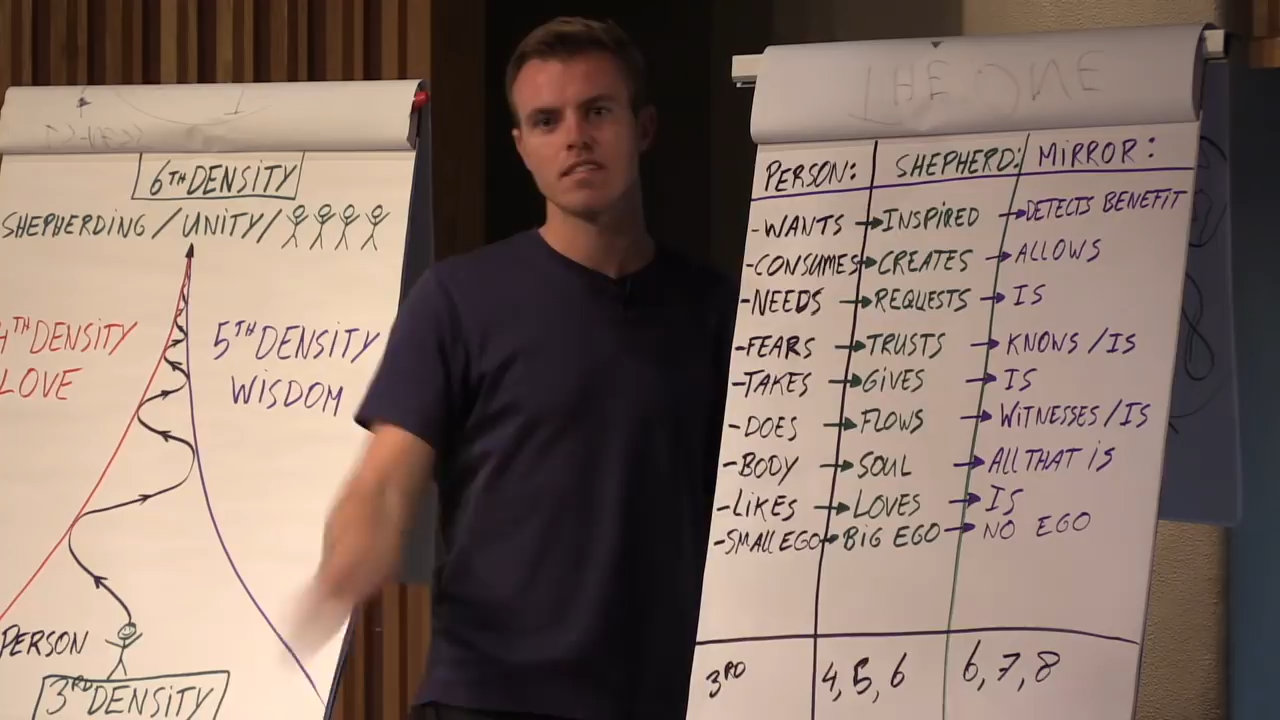 6TH DENSITY
SHEPHERDING / UNITY /
4TH DENSITY
LOVE
5TH DENSITY
WISDOM
PERSON
3RD DENSITY
THE ONE
PERSON: SHEPHERD: MIRROR:
-WANTS → INSPIRED → DETECTS BENEFIT
-CONSUMES → CREATES → ALLOWS
-NEEDS → REQUESTS → IS
-FEARS → TRUSTS → KNOWS / IS
-TAKES → GIVES → IS
-DOES → FLOWS → WITNESSES / IS
-BODY → SOUL → ALL THAT IS
-LIKES → LOVES → IS
-SMALL EGO → BIG EGO → NO EGO
3RD 4, 5, 6 6, 7, 8